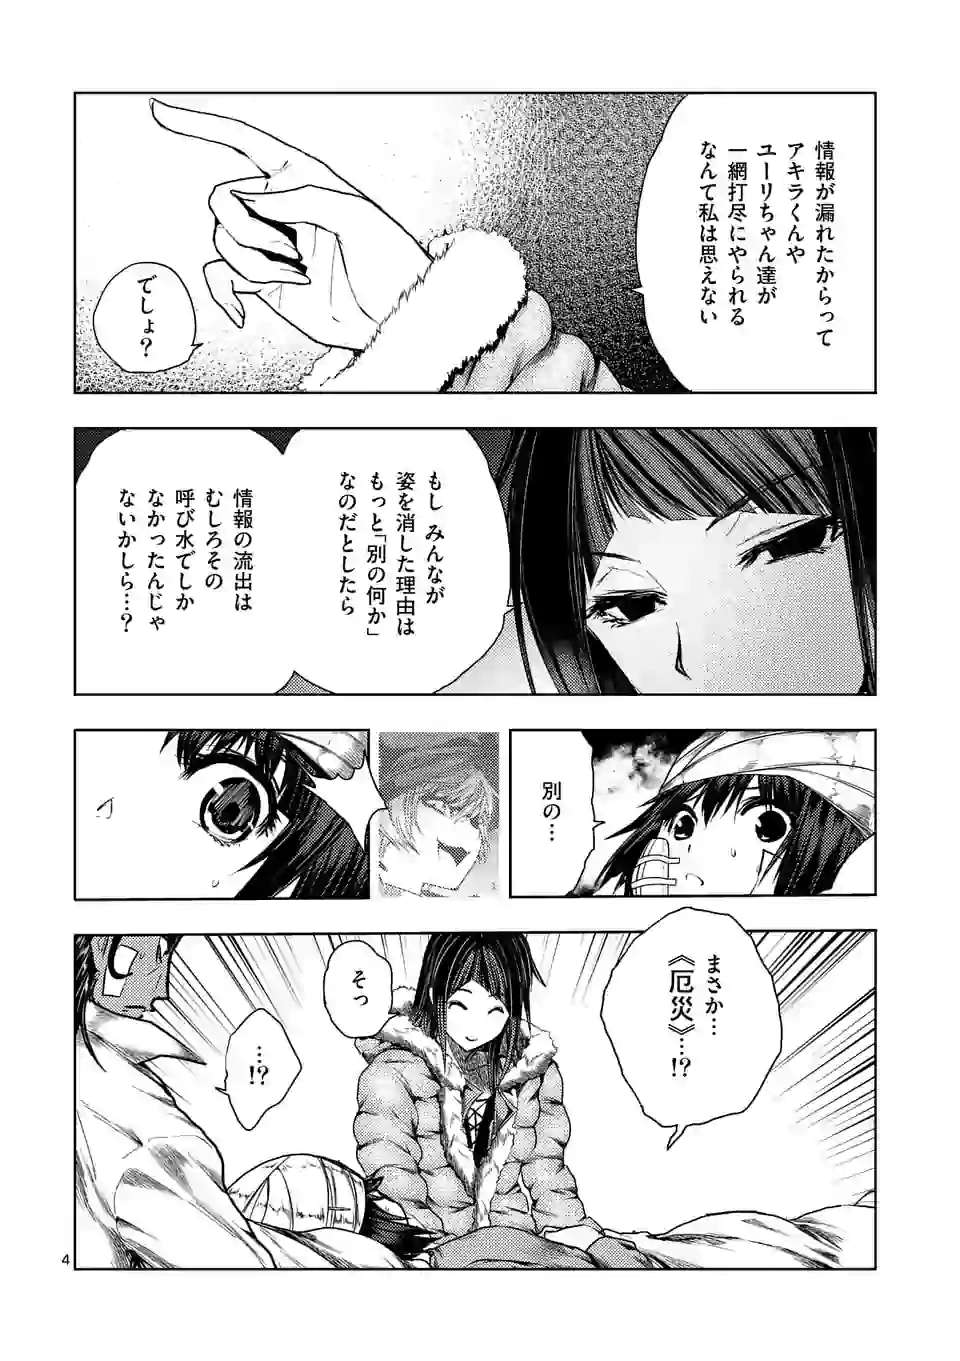 情報が漏れたからって
アキラくんや
ユーリちゃん達が
一網打尽にやられる
なんて私は思えない
でしょ?
もし みんなが
姿を消した理由は
もっと「別の何か」
なのだとしたら
情報の流出は
むしろその
呼び水でしか
なかったんじゃ
ないかしら…?
別の…
まさか…
《厄災》…!?
そっ
…!?
4